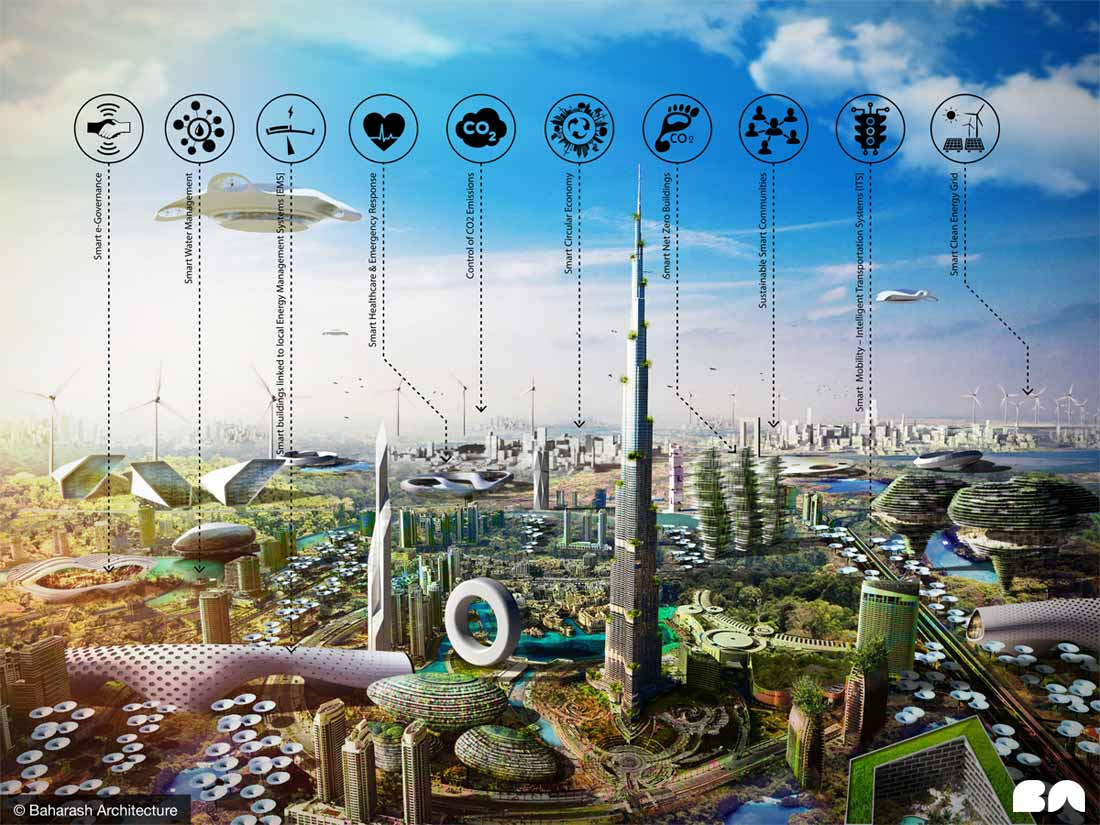 CO2
CO2
Smart e-Governance
Smart Water Management
Smart buildings linked to local Energy Management Systems [EMS]
Smart Healthcare & Emergency Response
Control of CO2 Emissions
Smart Circular Economy
Smart Net Zero Buildings
Sustainable Smart Communities
Smart Mobility – Intelligent Transportation Systems [ITS]
Smart Clean Energy Grid
© Baharash Architecture
BA